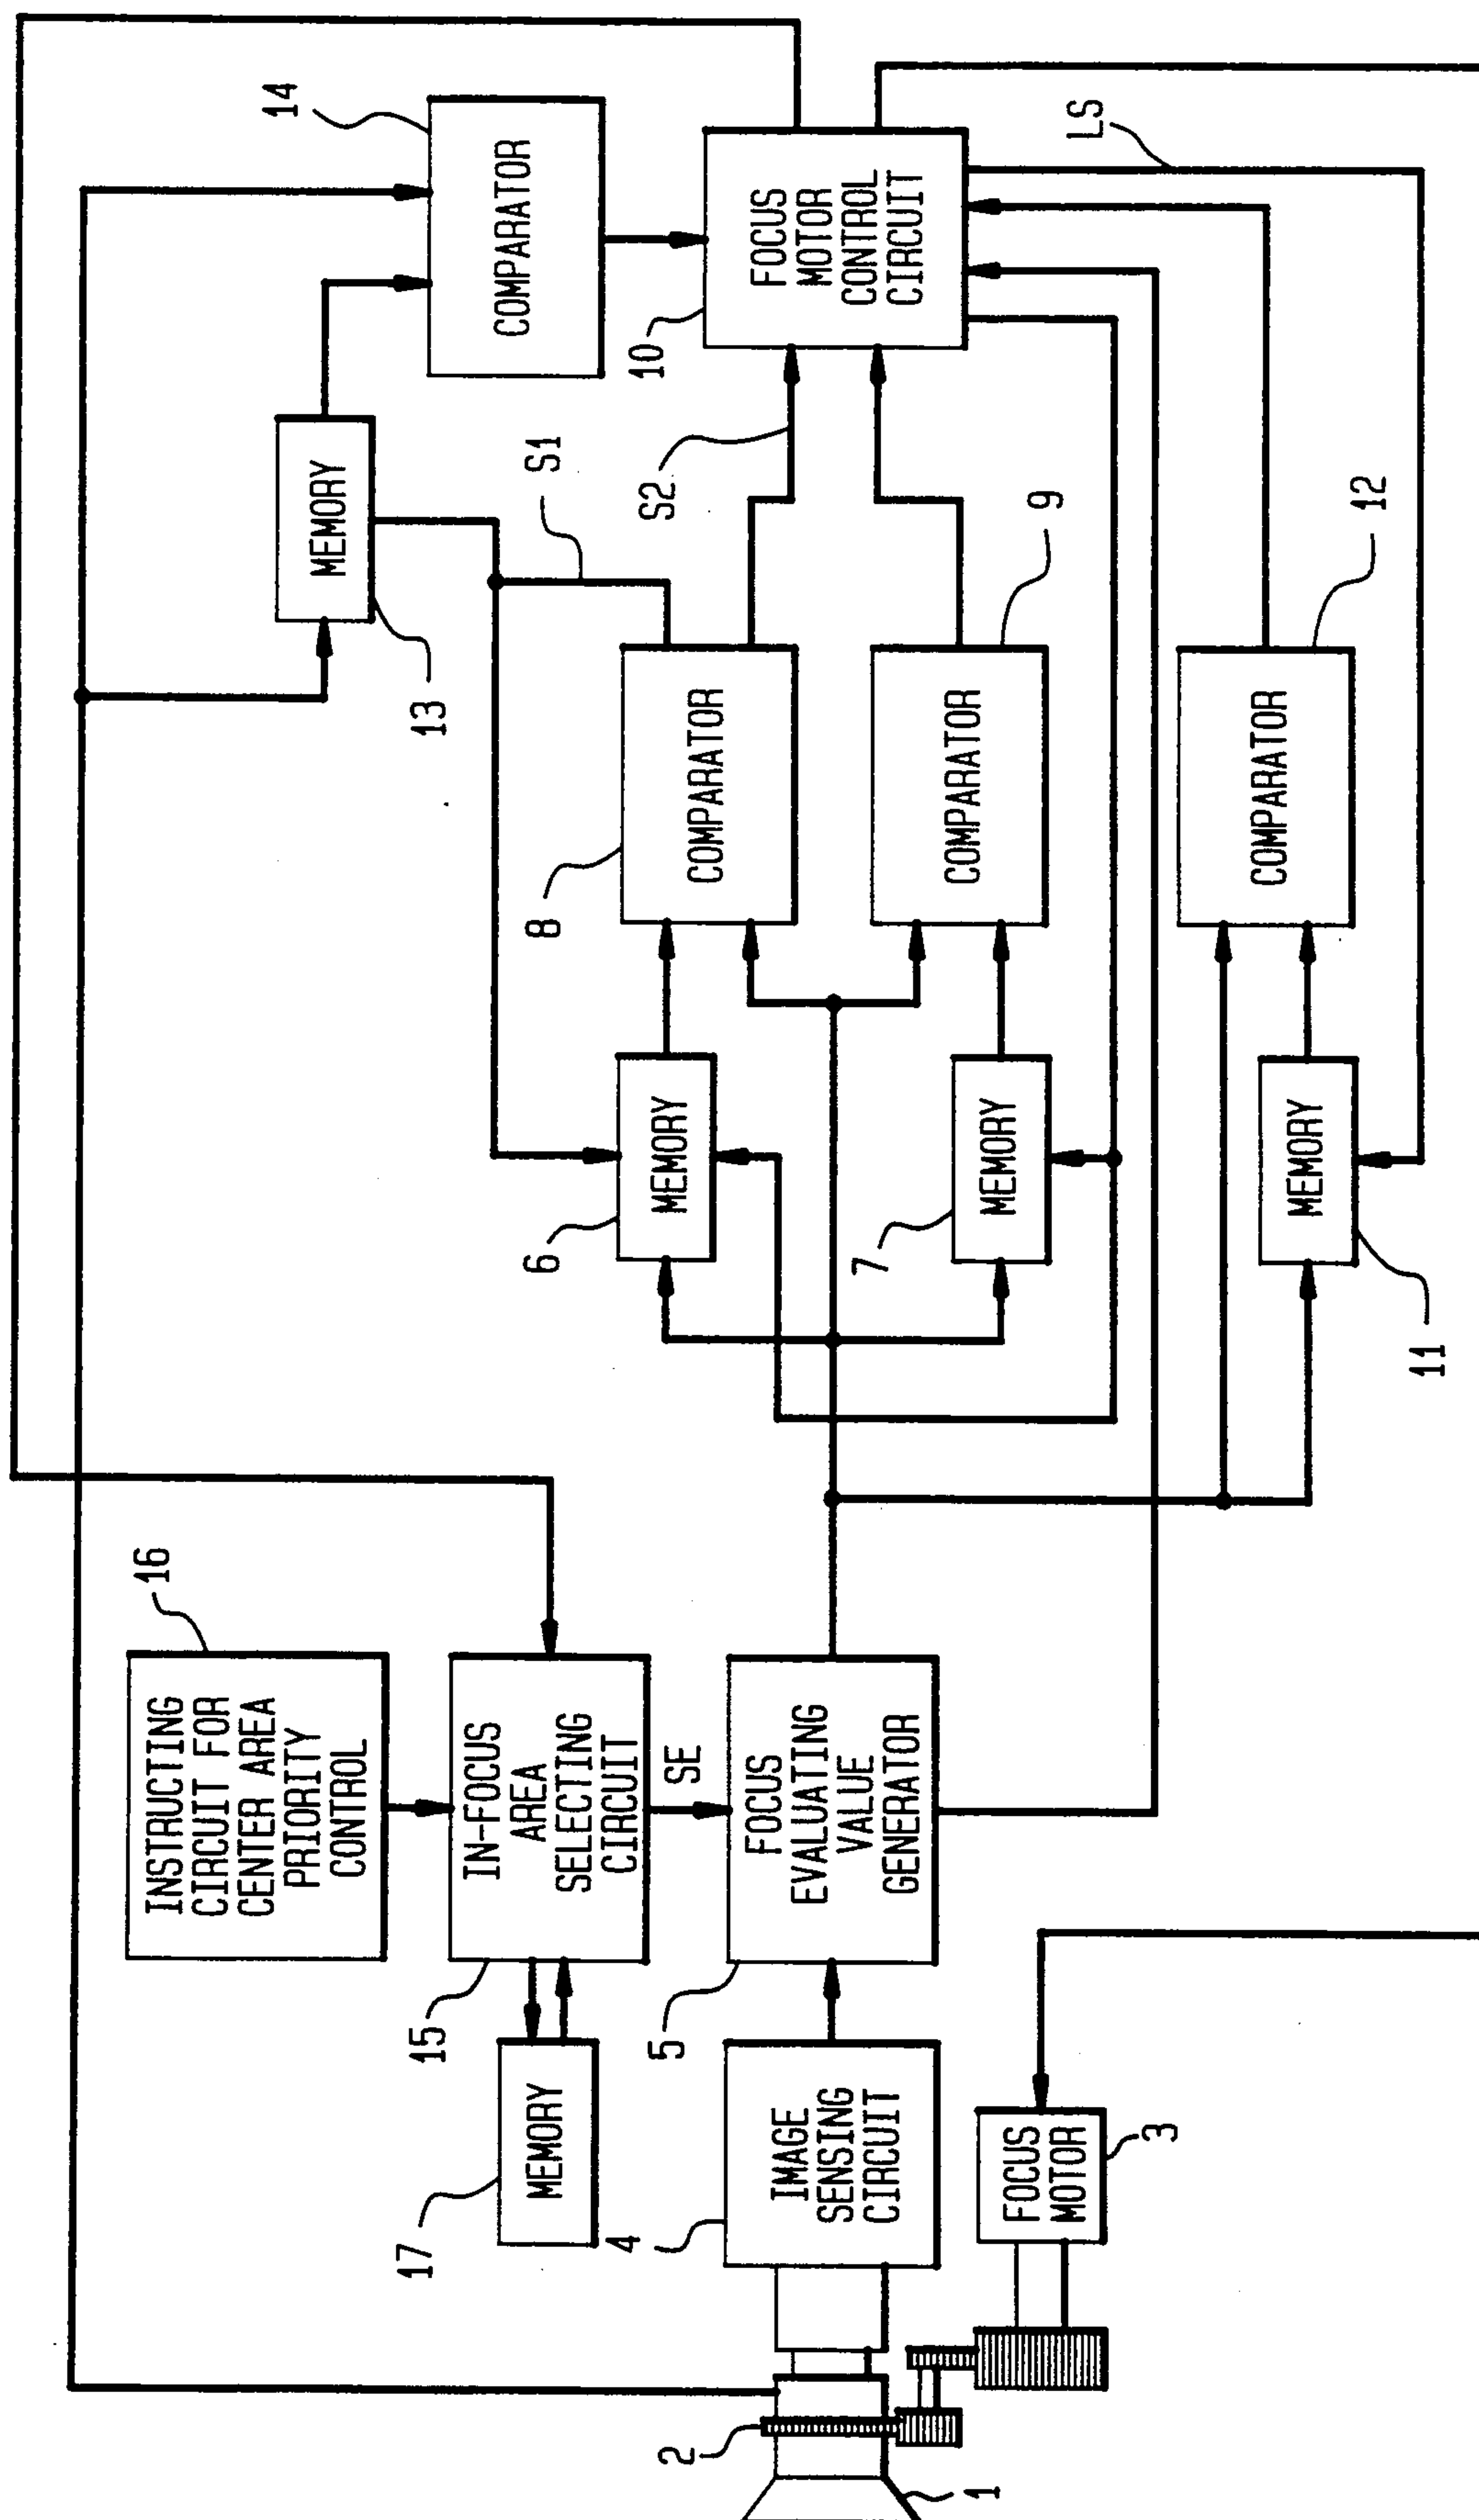 14
COMPARATOR
LS
FOCUS
MOTOR
CONTROL
CIRCUIT
10
MEMORY
13
S1
S2
8
COMPARATOR
9
COMPARATOR
12
COMPARATOR
6
MEMORY
7
MEMORY
11
MEMORY
16
INSTRUCTING
CIRCUIT FOR
CENTER AREA
PRIORITY
CONTROL
IN-FOCUS
AREA
SELECTING
CIRCUIT
15
SE
FOCUS
EVALUATING
VALUE
GENERATOR
5
MEMORY
17
IMAGE
SENSING
CIRCUIT
4
FOCUS
MOTOR
3
2
1